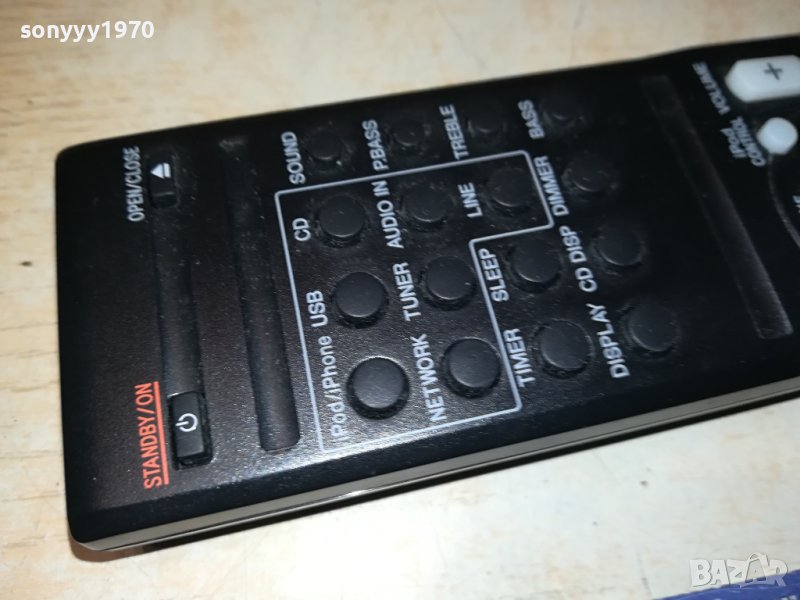 sonyyy1970
STANDBY/ON
OPEN/CLOSE
iPod/iPhone USB CD SOUND
NETWORK TUNER AUDIO IN P.BASS
TIMER SLEEP LINE TREBLE
DISPLAY CD DISP DIMMER BASS
iPod
CONTROL
VOLUME
+
BAZAR